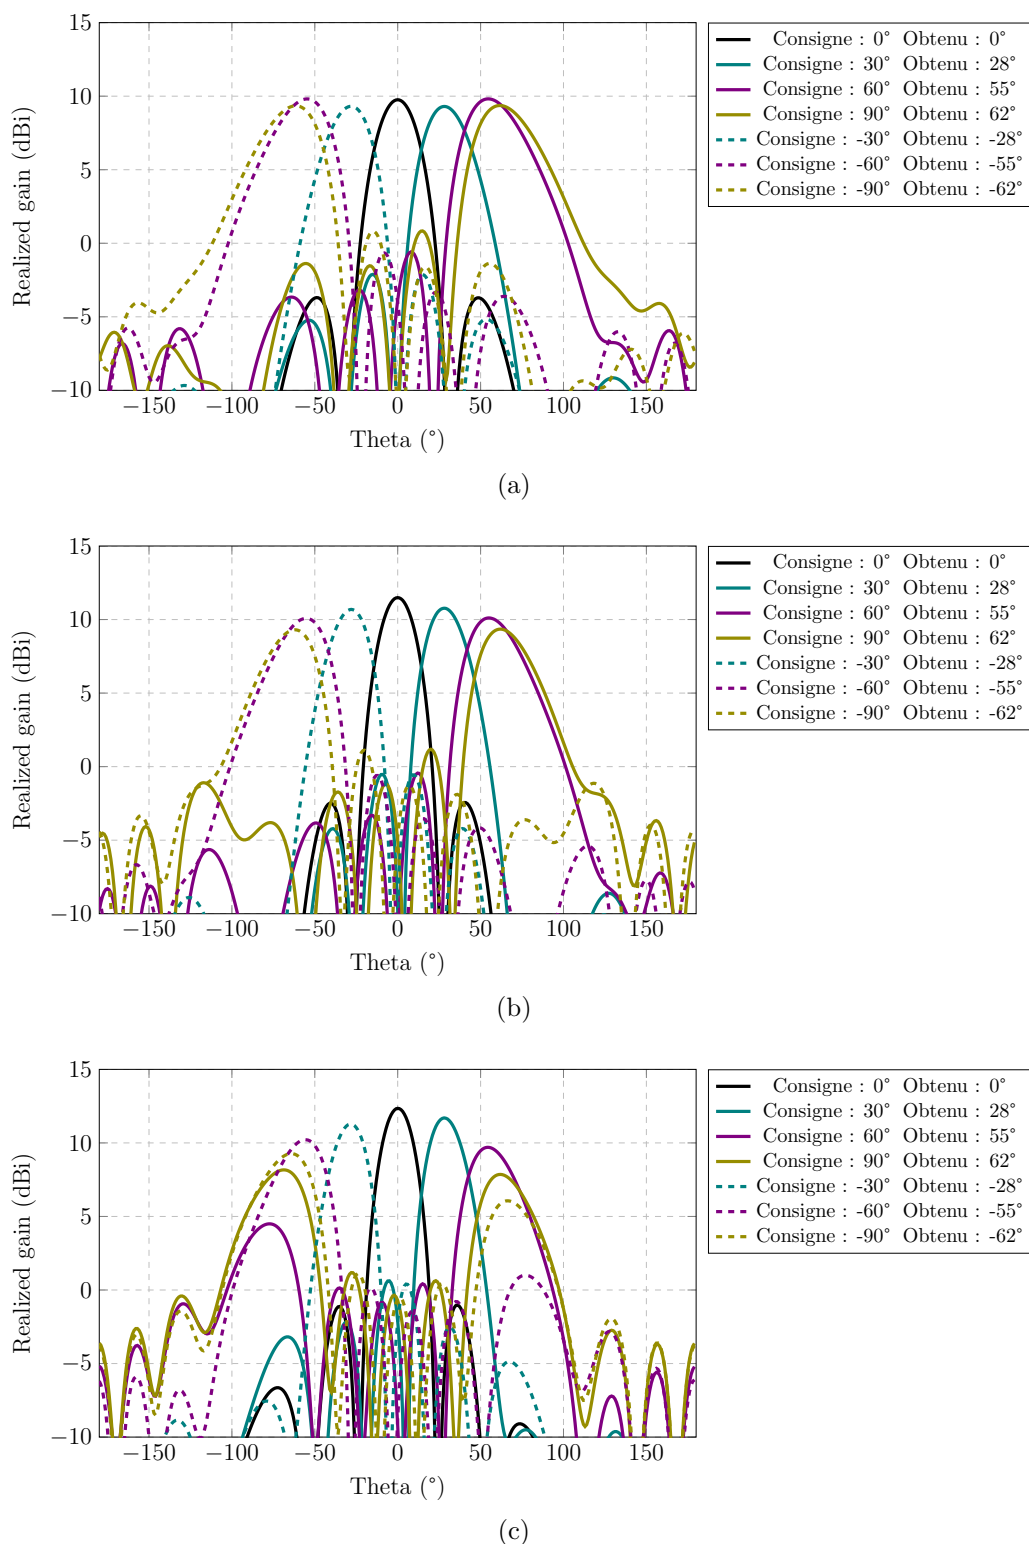 15
10
5
0
−5
−10
Realized gain (dBi)
−150 −100 −50 0 50 100 150
Theta (°)
Consigne : 0° Obtenu : 0°
Consigne : 30° Obtenu : 28°
Consigne : 60° Obtenu : 55°
Consigne : 90° Obtenu : 62°
Consigne : -30° Obtenu : -28°
Consigne : -60° Obtenu : -55°
Consigne : -90° Obtenu : -62°
(a)
15
10
5
0
−5
−10
Realized gain (dBi)
−150 −100 −50 0 50 100 150
Theta (°)
Consigne : 0° Obtenu : 0°
Consigne : 30° Obtenu : 28°
Consigne : 60° Obtenu : 55°
Consigne : 90° Obtenu : 62°
Consigne : -30° Obtenu : -28°
Consigne : -60° Obtenu : -55°
Consigne : -90° Obtenu : -62°
(b)
15
10
5
0
−5
−10
Realized gain (dBi)
−150 −100 −50 0 50 100 150
Theta (°)
Consigne : 0° Obtenu : 0°
Consigne : 30° Obtenu : 28°
Consigne : 60° Obtenu : 55°
Consigne : 90° Obtenu : 62°
Consigne : -30° Obtenu : -28°
Consigne : -60° Obtenu : -55°
Consigne : -90° Obtenu : -62°
(c)